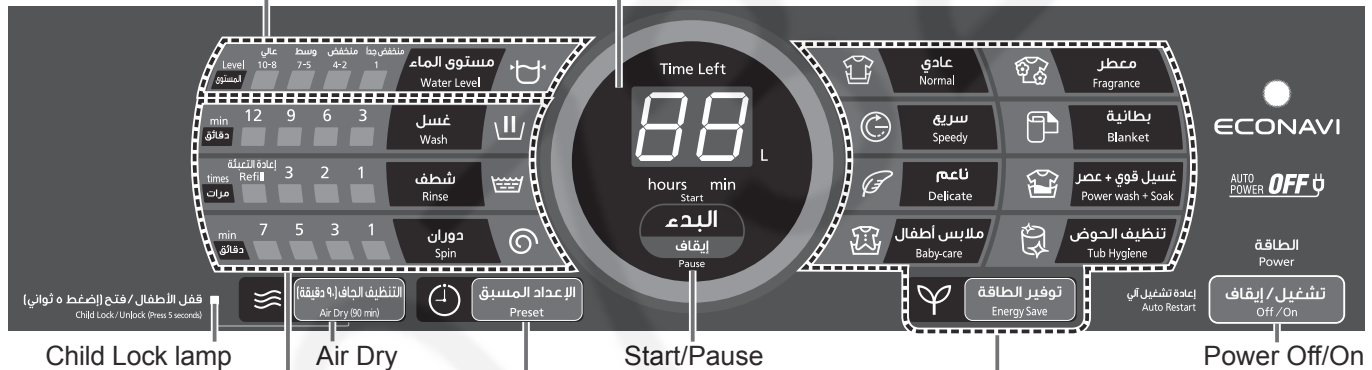 عالي وسط منخفض منخفض جداً
Level 10-8 7-5 4-2 1
المستوى
مستوى الماء
Water Level
min 12 9 6 3
دقائق
غسل
Wash
إعادة التعبئة
times Refill 3 2 1
مرات
شطف
Rinse
min 7 5 3 1
دقائق
دوران
Spin
قفل الأطفال / فتح (إضغط ٥ ثواني)
Child Lock / Unlock (Press 5 seconds)
التنظيف الجاف (٩٠ دقيقة)
Air Dry (90 min)
الإعداد المسبق
Preset
Time Left
88
L
hours min
Start
البدء
إيقاف
Pause
عادي
Normal
معطر
Fragrance
سريع
Speedy
بطانية
Blanket
ناعم
Delicate
غسيل قوي + عصر
Power wash + Soak
ملابس أطفال
Baby-care
تنظيف الحوض
Tub Hygiene
توفير الطاقة
Energy Save
ECONAVI
AUTO POWER OFF
الطاقة
Power
إعادة تشغيل آلي
Auto Restart
تشغيل / إيقاف
Off / On
Child Lock lamp
Air Dry
Start/Pause
Power Off/On